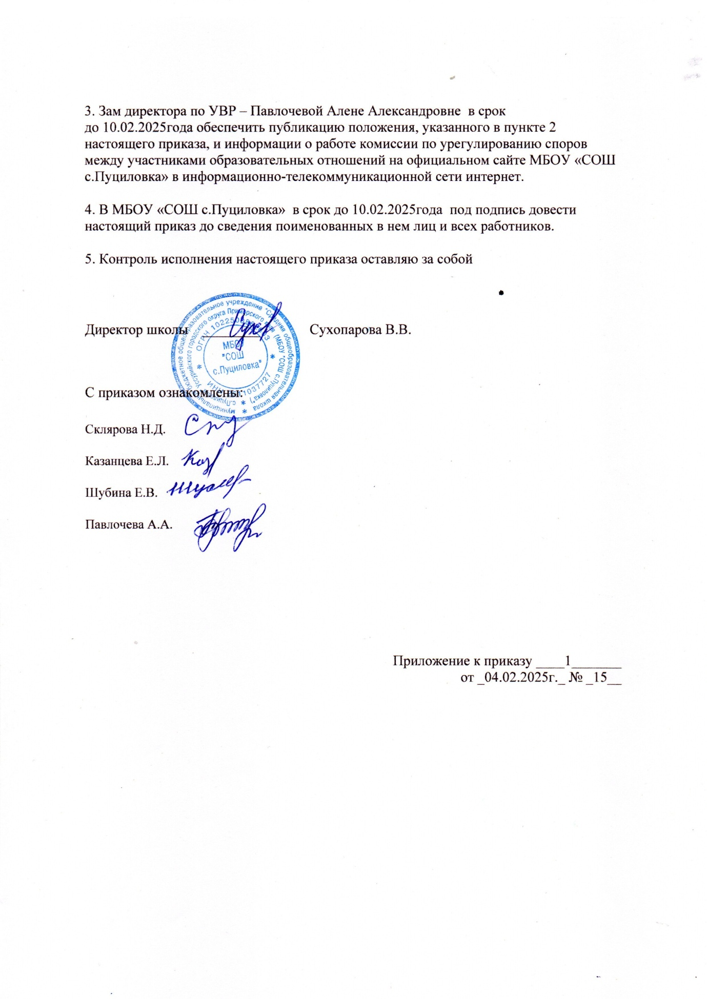 3. Зам директора по УВР – Павлочевой Алене Александровне  в срок
до 10.02.2025года обеспечить публикацию положения, указанного в пункте 2
настоящего приказа, и информации о работе комиссии по урегулированию споров
между участниками образовательных отношений на официальном сайте МБОУ «СОШ
с.Пуциловка» в информационно-телекоммуникационной сети интернет.
4. В МБОУ «СОШ с.Пуциловка»  в срок до 10.02.2025года  под подпись довести
настоящий приказ до сведения поименованных в нем лиц и всех работников.
5. Контроль исполнения настоящего приказа оставляю за собой
Директор школы __________ Сухопарова В.В.
муниципальное бюджетное общеобразовательное учреждение "Средняя общеобразовательная школа
с.Пуциловка" Уссурийского городского округа Приморского края (МБОУ "СОШ с.Пуциловка")
ОГРН
ИНН 2511037727
МБОУ
"СОШ
с.Пуциловка"
С приказом ознакомлены:
Склярова Н.Д.
Казанцева Е.Л.
Шубина Е.В.
Павлочева А.А.
Приложение к приказу ____1_______
от _04.02.2025г._ № _15__